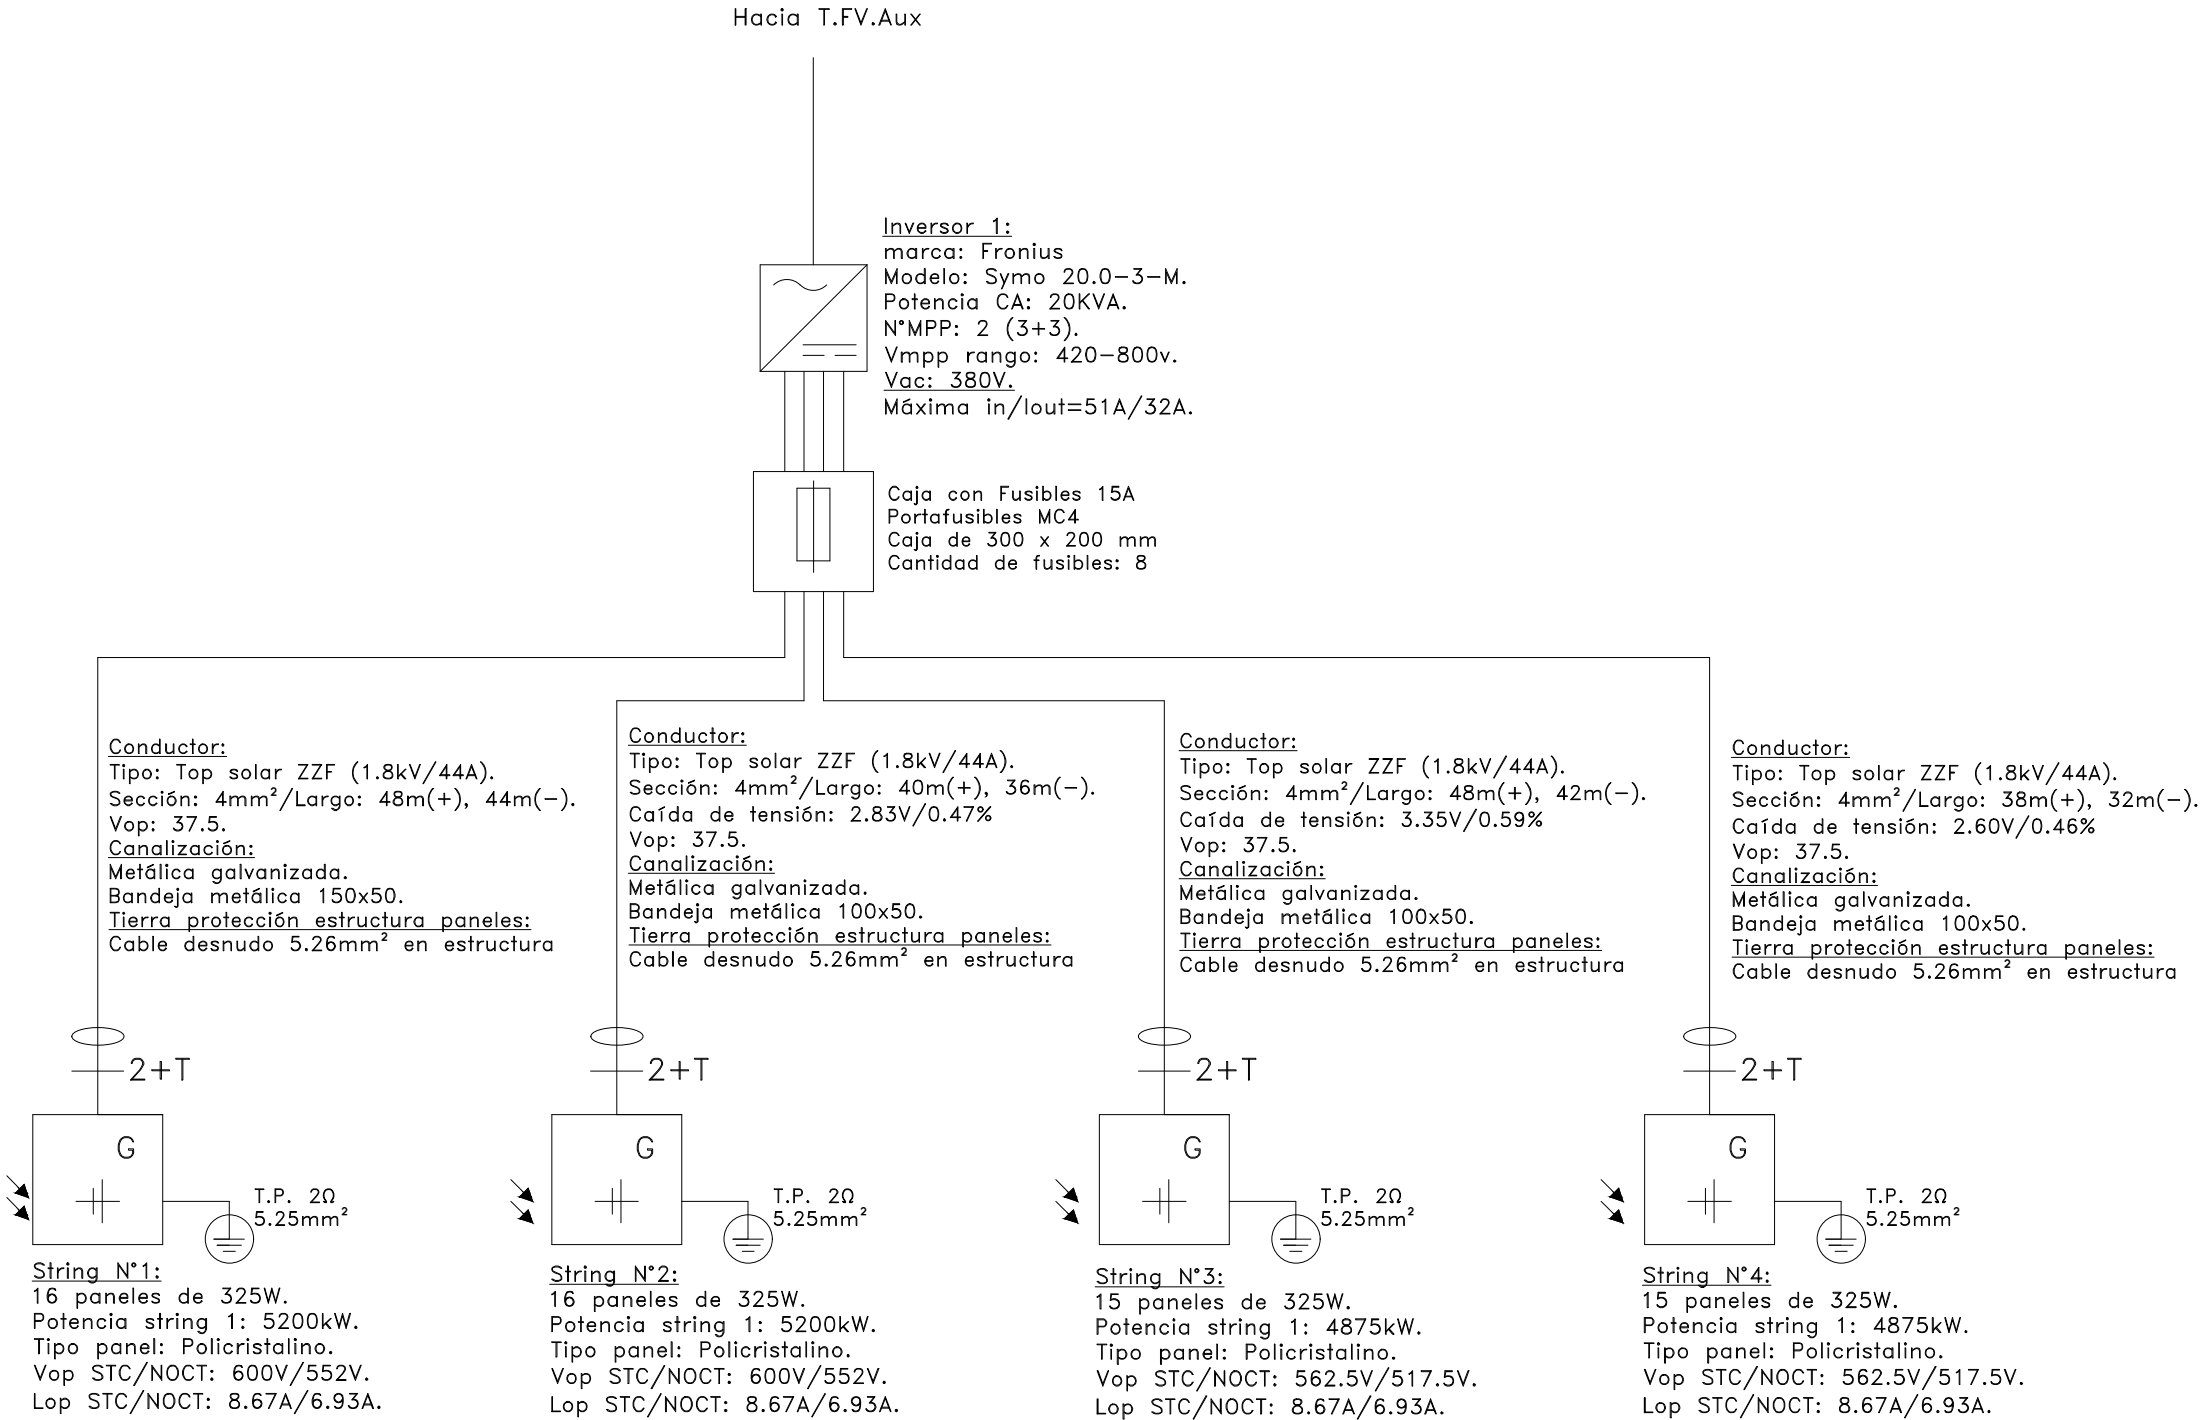 Hacia T.FV.Aux
Inversor 1:
marca: Fronius
Modelo: Symo 20.0-3-M.
Potencia CA: 20KVA.
N°MPP: 2 (3+3).
Vmpp rango: 420-800v.
Vac: 380V.
Máxima in/Iout=51A/32A.
Caja con Fusibles 15A
Portafusibles MC4
Caja de 300 x 200 mm
Cantidad de fusibles: 8
Conductor:
Tipo: Top solar ZZF (1.8kV/44A).
Sección: 4mm²/Largo: 48m(+), 44m(-).
Vop: 37.5.
Canalización:
Metálica galvanizada.
Bandeja metálica 150x50.
Tierra protección estructura paneles:
Cable desnudo 5.26mm² en estructura
Conductor:
Tipo: Top solar ZZF (1.8kV/44A).
Sección: 4mm²/Largo: 40m(+), 36m(-).
Caída de tensión: 2.83V/0.47%
Vop: 37.5.
Canalización:
Metálica galvanizada.
Bandeja metálica 100x50.
Tierra protección estructura paneles:
Cable desnudo 5.26mm² en estructura
Conductor:
Tipo: Top solar ZZF (1.8kV/44A).
Sección: 4mm²/Largo: 48m(+), 42m(-).
Caída de tensión: 3.35V/0.59%
Vop: 37.5.
Canalización:
Metálica galvanizada.
Bandeja metálica 100x50.
Tierra protección estructura paneles:
Cable desnudo 5.26mm² en estructura
Conductor:
Tipo: Top solar ZZF (1.8kV/44A).
Sección: 4mm²/Largo: 38m(+), 32m(-).
Caída de tensión: 2.60V/0.46%
Vop: 37.5.
Canalización:
Metálica galvanizada.
Bandeja metálica 100x50.
Tierra protección estructura paneles:
Cable desnudo 5.26mm² en estructura
2+T
2+T
2+T
2+T
G
T.P. 2Ω
5.25mm²
G
T.P. 2Ω
5.25mm²
G
T.P. 2Ω
5.25mm²
G
T.P. 2Ω
5.25mm²
String N°1:
16 paneles de 325W.
Potencia string 1: 5200kW.
Tipo panel: Policristalino.
Vop STC/NOCT: 600V/552V.
Lop STC/NOCT: 8.67A/6.93A.
String N°2:
16 paneles de 325W.
Potencia string 1: 5200kW.
Tipo panel: Policristalino.
Vop STC/NOCT: 600V/552V.
Lop STC/NOCT: 8.67A/6.93A.
String N°3:
15 paneles de 325W.
Potencia string 1: 4875kW.
Tipo panel: Policristalino.
Vop STC/NOCT: 562.5V/517.5V.
Lop STC/NOCT: 8.67A/6.93A.
String N°4:
15 paneles de 325W.
Potencia string 1: 4875kW.
Tipo panel: Policristalino.
Vop STC/NOCT: 562.5V/517.5V.
Lop STC/NOCT: 8.67A/6.93A.